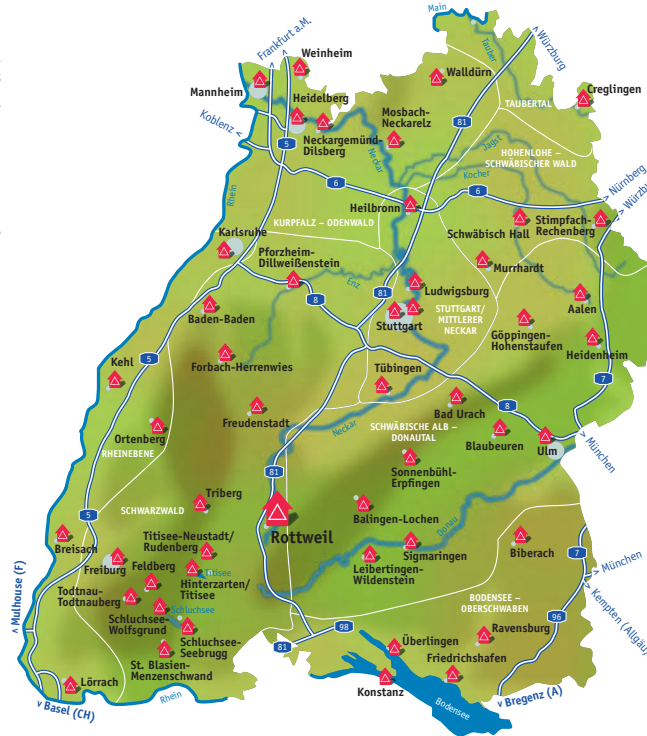 Main
Tauber
Frankfurt a.M.
Weinheim
Würzburg
Walldürn
Creglingen
Mannheim
TAUBERTAL
Heidelberg
Mosbach-
Neckarelz
81
Koblenz
5
Neckargemünd-
Dilsberg
Jagst
HOHENLOHE –
SCHWÄBISCHER WALD
Neckar
Kocher
Nürnberg
6
6
Rhein
Heilbronn
Würzbu
KURPFALZ – ODENWALD
Schwäbisch Hall
Stimpfach-
Rechenberg
Karlsruhe
Pforzheim-
Dillweißenstein
Murrhardt
Enz
Ludwigsburg
81
8
Aalen
Baden-Baden
Stuttgart
STUTTGART/
MITTLERER
NECKAR
Göppingen-
Hohenstaufen
Heidenheim
5
Forbach-Herrenwies
Kehl
Tübingen
7
Bad Urach
8
Freudenstadt
Neckar
SCHWÄBISCHE ALB –
DONAUTAL
Blaubeuren
Ortenberg
RHEINEBENE
Ulm
München
Sonnenbühl-
Erpfingen
81
Triberg
SCHWARZWALD
Balingen-Lochen
5
Rottweil
Donau
Breisach
Titisee-Neustadt/
Rudenberg
Sigmaringen
Biberach
7
Freiburg
Feldberg
Titisee
Hinterzarten/
Titisee
Leibertingen-
Wildenstein
München
Mulhouse (F)
Todtnau-
Todtnauberg
Schluchsee
BODENSEE –
OBERSCHWABEN
Kempten (Allgäu)
Schluchsee-
Wolfsgrund
98
96
Schluchsee-
Seebrugg
81
Überlingen
Ravensburg
St. Blasien-
Menzenschwand
Friedrichshafen
Lörrach
Rhein
Konstanz
Bodensee
Basel (CH)
Bregenz (A)